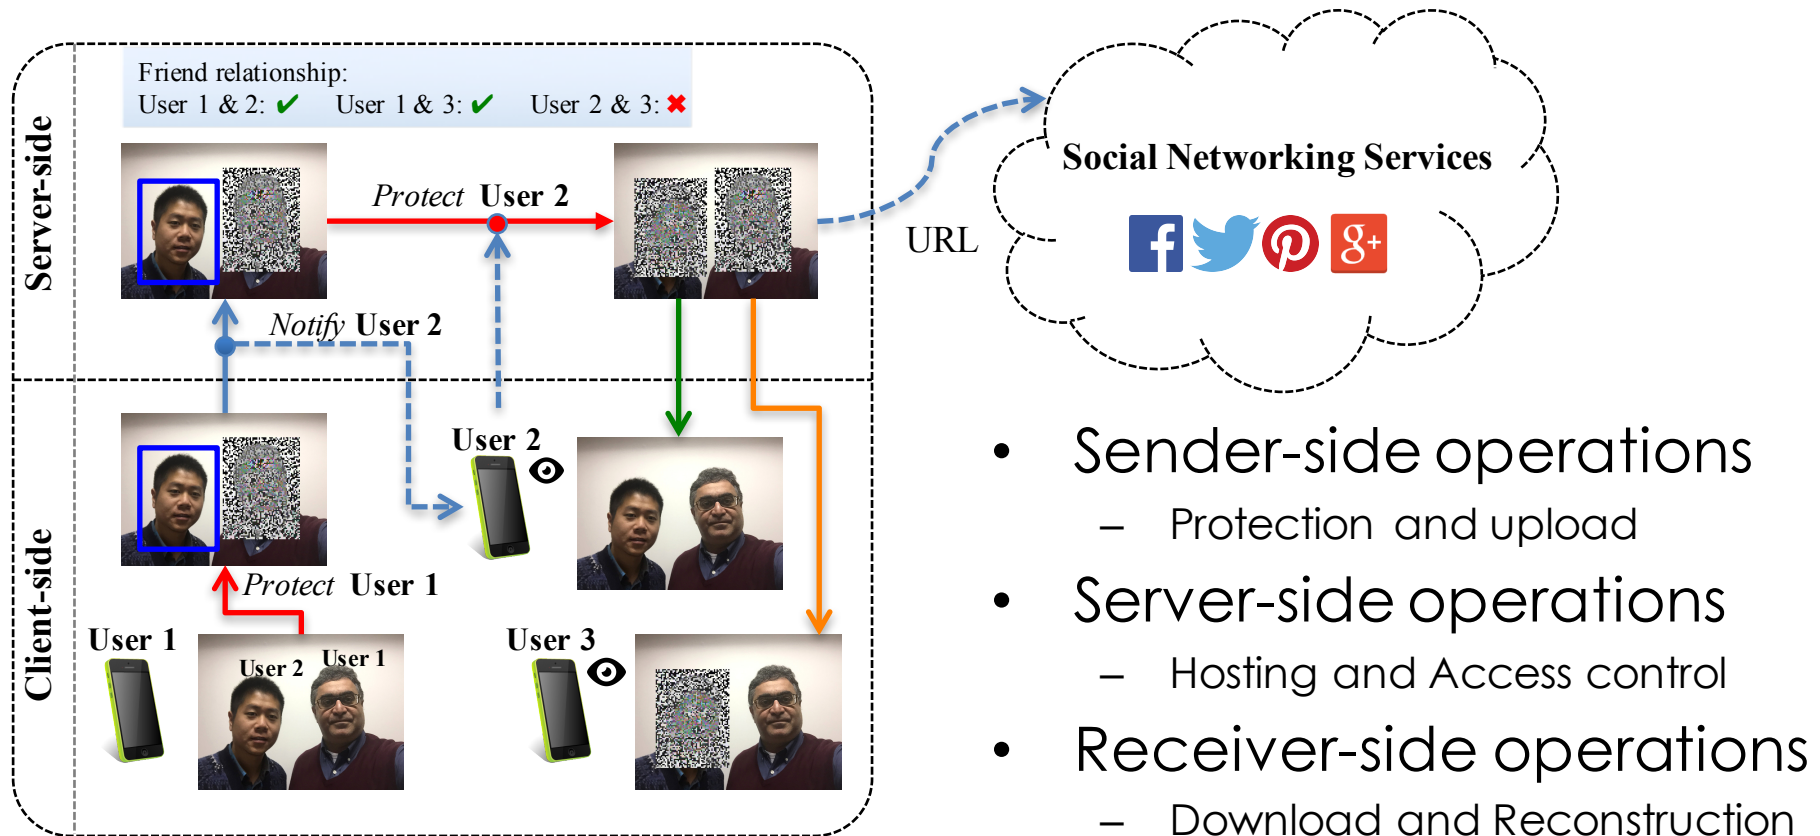 Friend relationship:
User 1 & 2: ✔ User 1 & 3: ✔ User 2 & 3: ✖
Server-side
Protect User 2
Notify User 2
URL
Social Networking Services
f
g+
Client-side
User 2
Protect User 1
User 1
User 2
User 1
User 3
• Sender-side operations
– Protection and upload
• Server-side operations
– Hosting and Access control
• Receiver-side operations
– Download and Reconstruction